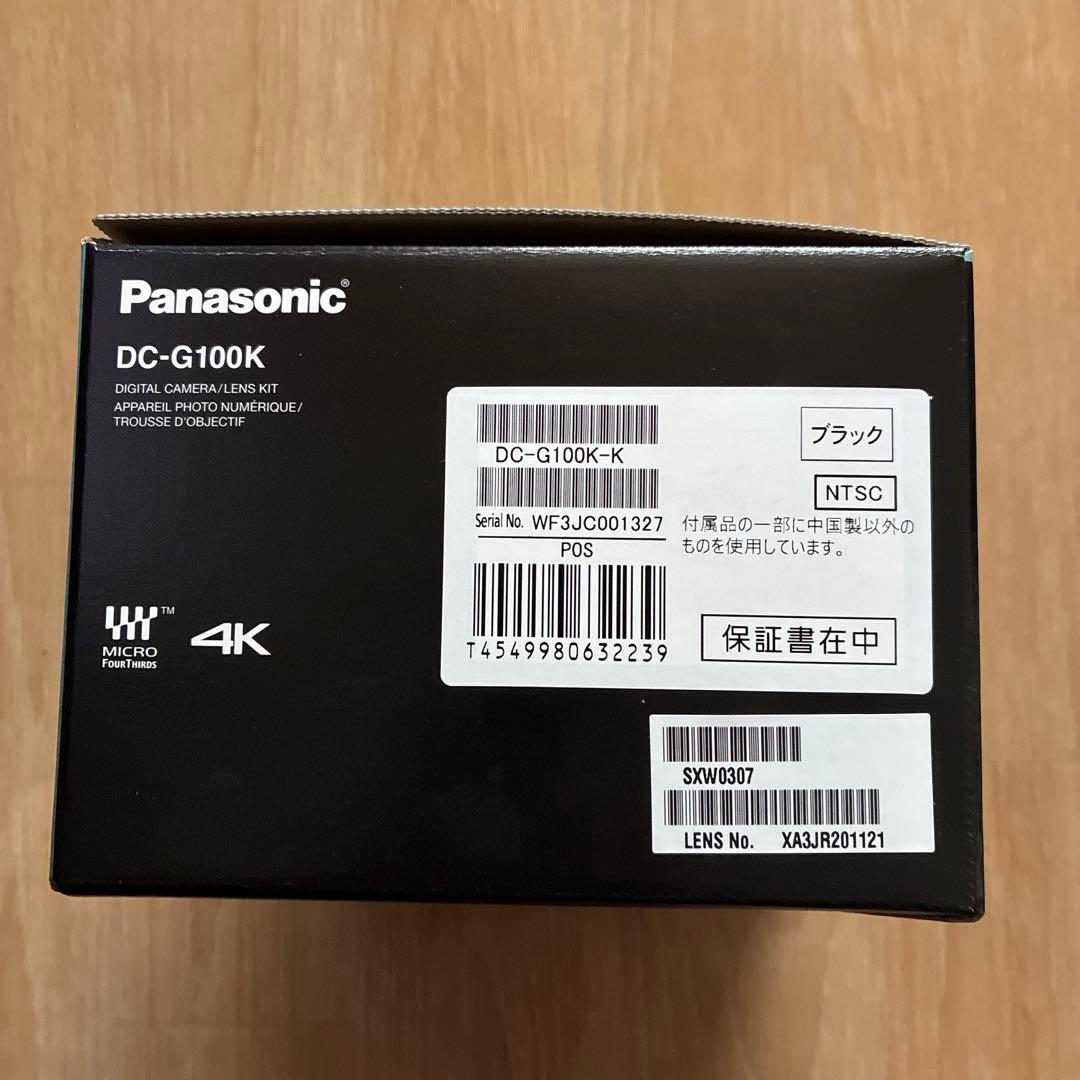 Panasonic®
DC-G100K
DIGITAL CAMERA/LENS KIT
APPAREIL PHOTO NUMÉRIQUE/
TROUSSE D'OBJECTIF
MICRO
FOURTHIRDS
TM
4K
DC-G100K-K
Serial No. WF3JC001327
POS
T4549980632239
ブラック
NTSC
付属品の一部に中国製以外の
ものを使用しています。
保証書在中
SXW0307
LENS No. XA3JR201121